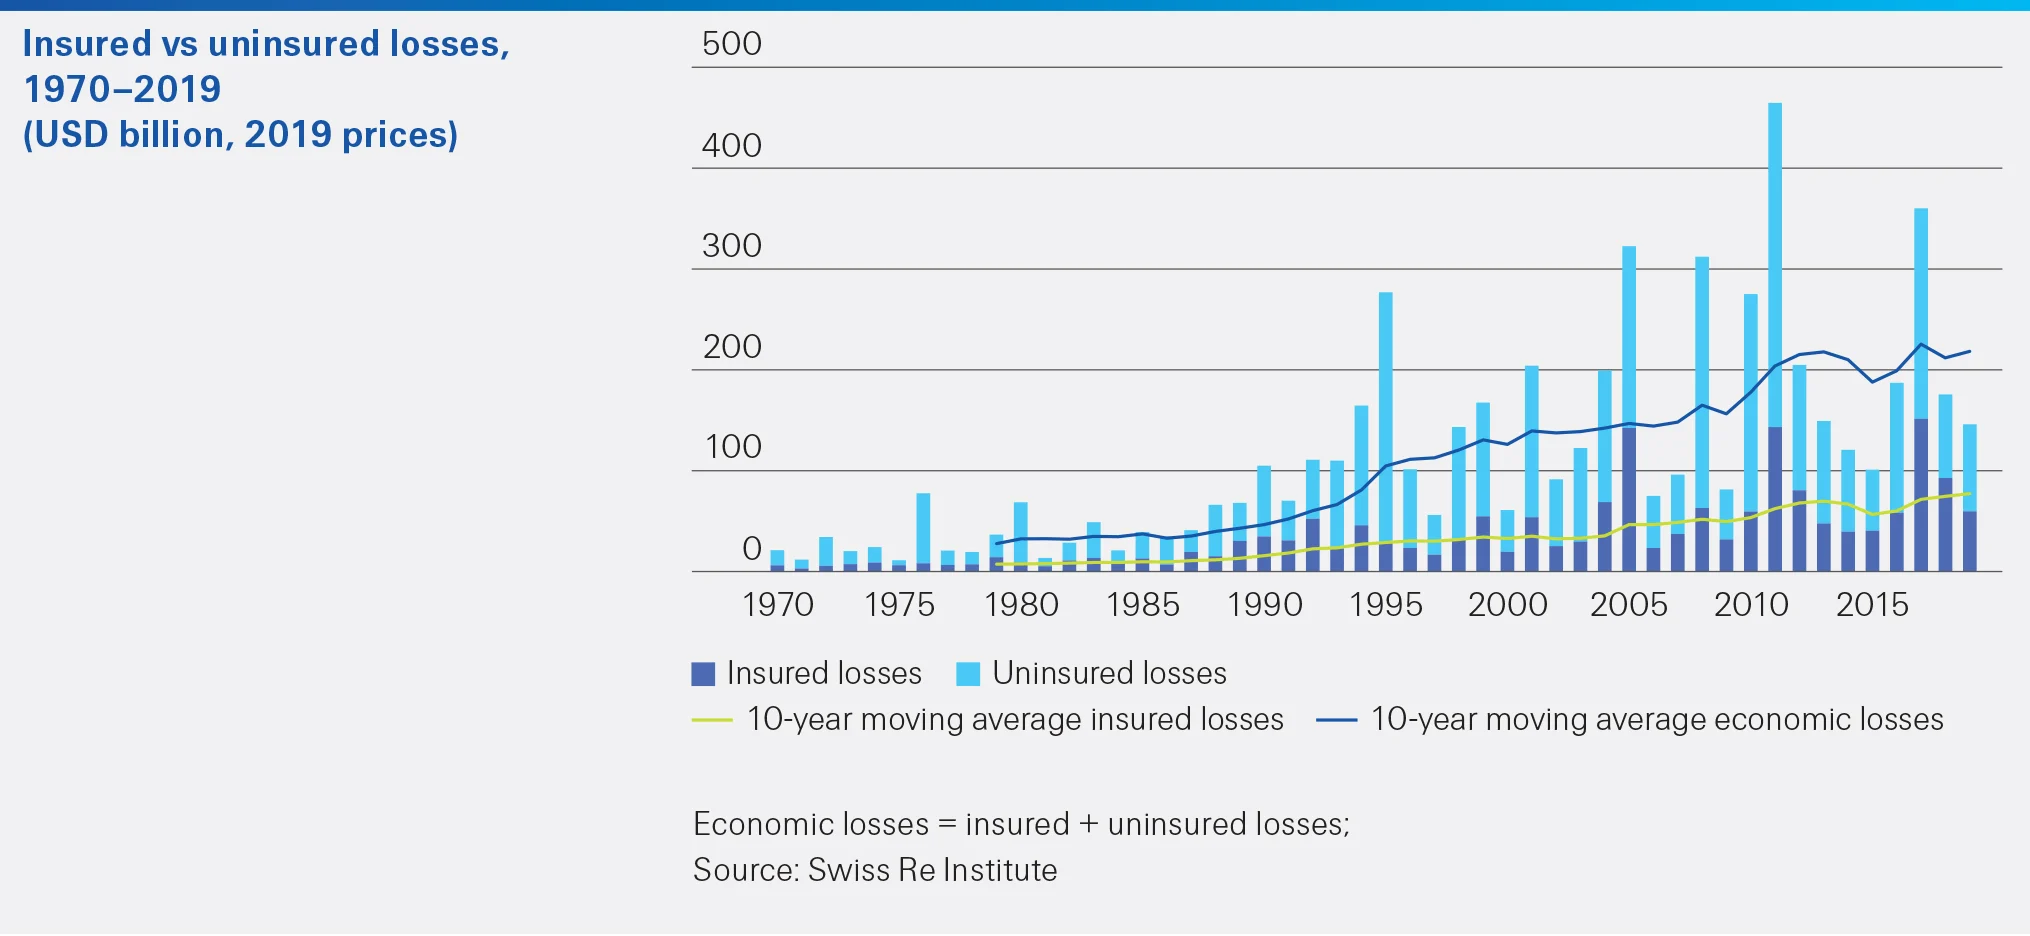 Insured vs uninsured losses,
1970–2019
(USD billion, 2019 prices)
500
400
300
200
100
0
1970 1975 1980 1985 1990 1995 2000 2005 2010 2015
Insured losses Uninsured losses
10-year moving average insured losses 10-year moving average economic losses
Economic losses = insured + uninsured losses;
Source: Swiss Re Institute